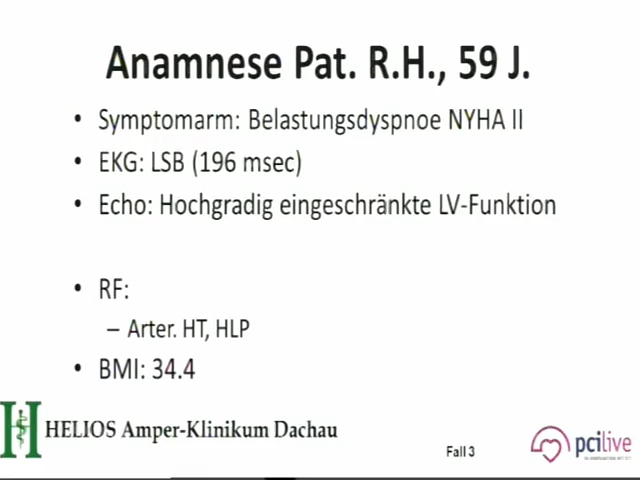 Anamnese Pat. R.H., 59 J.
• Symptomarm: Belastungsdyspnoe NYHA II
• EKG: LSB (196 msec)
• Echo: Hochgradig eingeschränkte LV-Funktion
• RF:
– Arter. HT, HLP
• BMI: 34.4
HELIOS Amper-Klinikum Dachau
Fall 3
pcilive